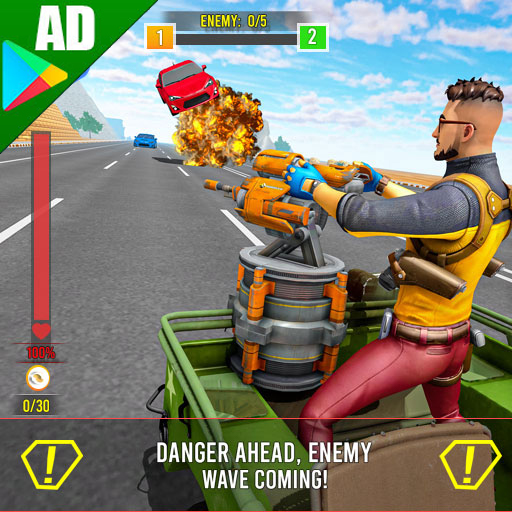 AD
ENEMY: 0/5
1
2
100%
0/30
DANGER AHEAD, ENEMY
WAVE COMING!